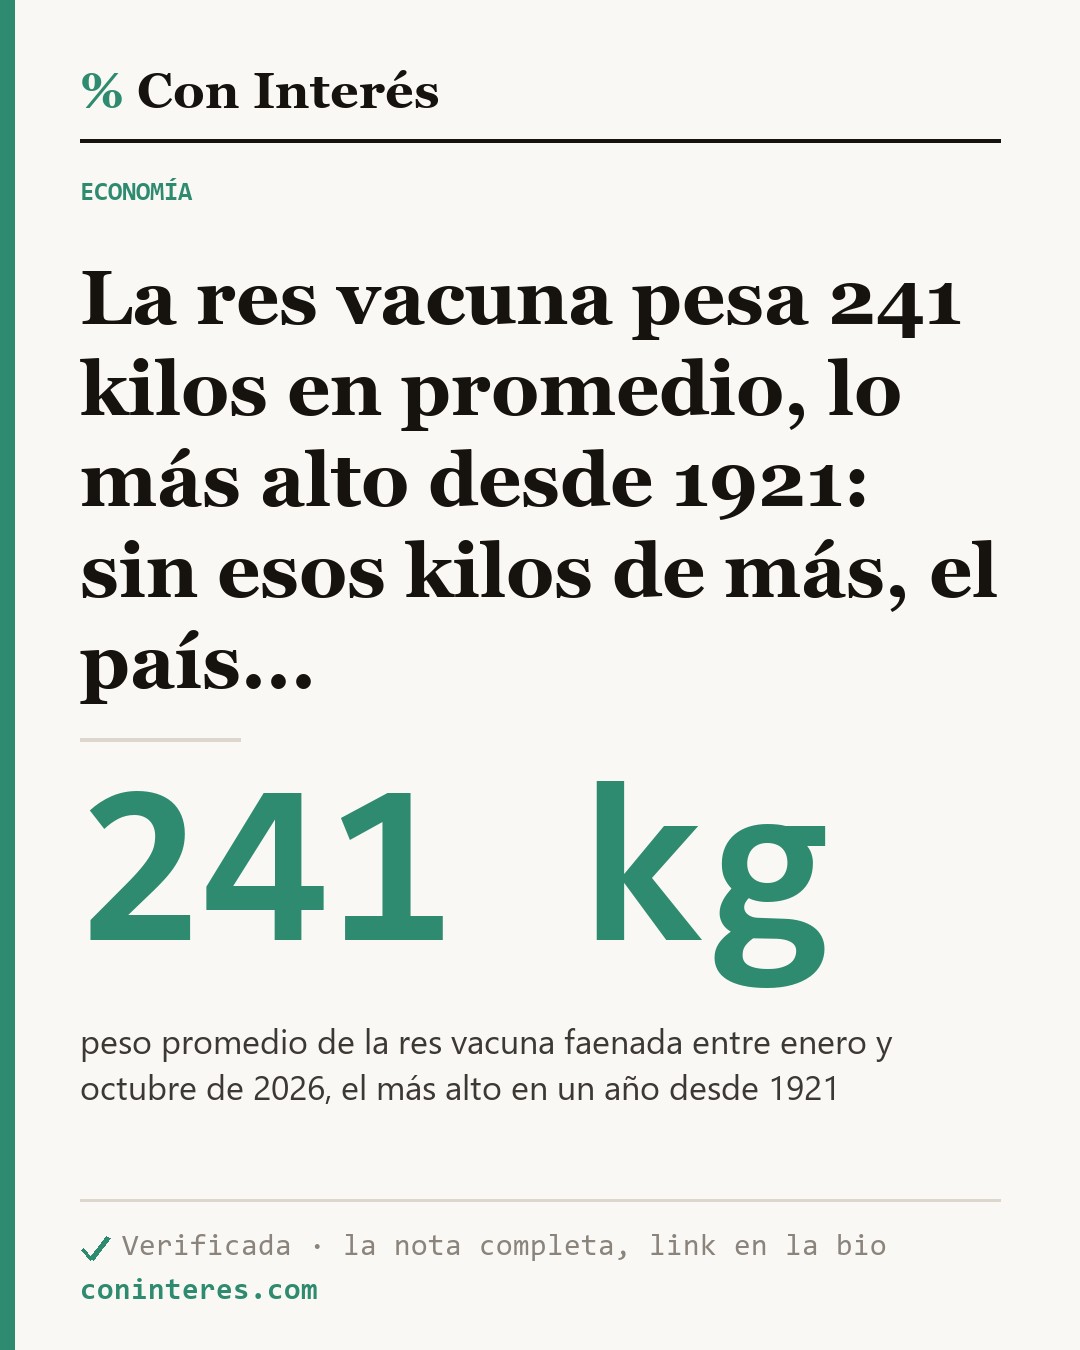 % Con Interés
ECONOMÍA
La res vacuna pesa 241
kilos en promedio, lo
más alto desde 1921:
sin esos kilos de más, el
país...
241 kg
peso promedio de la res vacuna faenada entre enero y
octubre de 2026, el más alto en un año desde 1921
✓ Verificada · la nota completa, link en la bio
coninteres.com